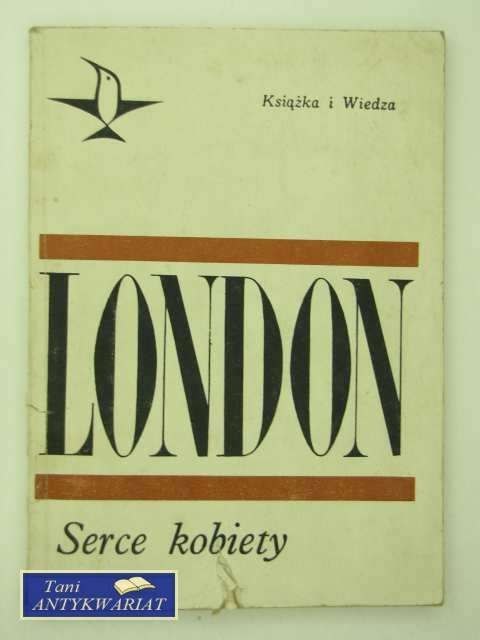 Książka i Wiedza
LONDON
Serce kobiety
Tani
ANTYKWARIAT